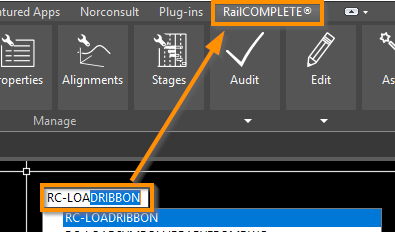 tured Apps Norconsult Plug-ins RailCOMPLETE®
roperties Alignments Stages Audit Edit As
Manage
RC-LOADRIBBON
RC-LOADRIBBON